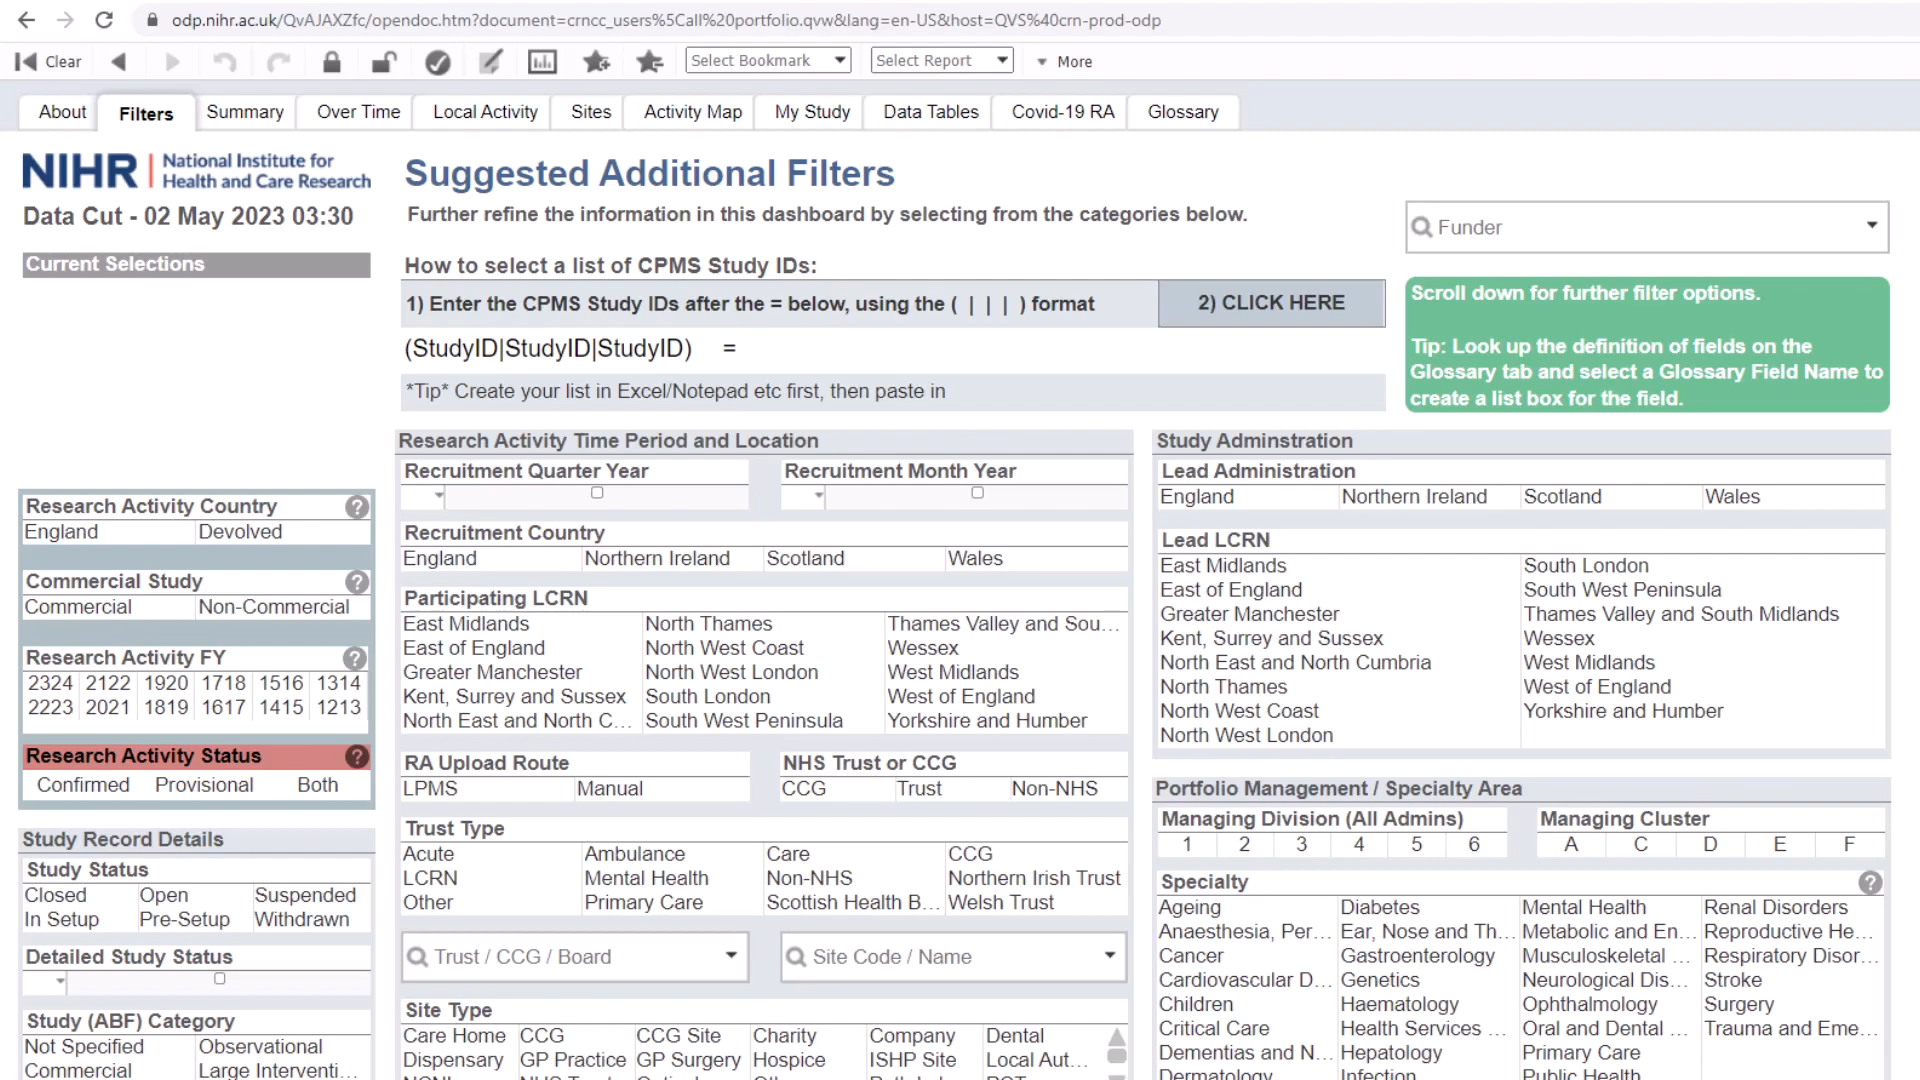 odp.nihr.ac.uk/QvAJAXZfc/opendoc.htm?document=crncc_users%5Call%20portfolio.qvw&lang=en-US&host=QVS%40crn-prod-odp
Clear
Select Bookmark
Select Report
More
About
Filters
Summary
Over Time
Local Activity
Sites
Activity Map
My Study
Data Tables
Covid-19 RA
Glossary
NIHR | National Institute for
Health and Care Research
Data Cut - 02 May 2023 03:30
Current Selections
Suggested Additional Filters
Further refine the information in this dashboard by selecting from the categories below.
How to select a list of CPMS Study IDs:
1) Enter the CPMS Study IDs after the = below, using the ( | | | ) format
2) CLICK HERE
(StudyID|StudyID|StudyID) =
*Tip* Create your list in Excel/Notepad etc first, then paste in
Funder
Scroll down for further filter options.
Tip: Look up the definition of fields on the
Glossary tab and select a Glossary Field Name to
create a list box for the field.
Research Activity Country ?
England Devolved
Commercial Study ?
Commercial Non-Commercial
Research Activity FY ?
2324 2122 1920 1718 1516 1314
2223 2021 1819 1617 1415 1213
Research Activity Status ?
Confirmed Provisional Both
Study Record Details
Study Status
Closed Open Suspended
In Setup Pre-Setup Withdrawn
Detailed Study Status
Study (ABF) Category
Not Specified Observational
Commercial Large Interventi...
Research Activity Time Period and Location
Recruitment Quarter Year
Recruitment Month Year
Recruitment Country
England Northern Ireland Scotland Wales
Participating LCRN
East Midlands North Thames Thames Valley and Sou...
East of England North West Coast Wessex
Greater Manchester North West London West Midlands
Kent, Surrey and Sussex South London West of England
North East and North C... South West Peninsula Yorkshire and Humber
RA Upload Route
LPMS Manual
NHS Trust or CCG
CCG Trust Non-NHS
Trust Type
Acute Ambulance Care CCG
LCRN Mental Health Non-NHS Northern Irish Trust
Other Primary Care Scottish Health B... Welsh Trust
Trust / CCG / Board
Site Code / Name
Site Type
Care Home CCG CCG Site Charity Company Dental
Dispensary GP Practice GP Surgery Hospice ISHP Site Local Aut...
Study Adminstration
Lead Administration
England Northern Ireland Scotland Wales
Lead LCRN
East Midlands South London
East of England South West Peninsula
Greater Manchester Thames Valley and South Midlands
Kent, Surrey and Sussex Wessex
North East and North Cumbria West Midlands
North Thames West of England
North West Coast Yorkshire and Humber
North West London
Portfolio Management / Specialty Area
Managing Division (All Admins)
1 2 3 4 5 6
Managing Cluster
A C D E F
Specialty ?
Ageing Diabetes Mental Health Renal Disorders
Anaesthesia, Per... Ear, Nose and Th... Metabolic and En... Reproductive He...
Cancer Gastroenterology Musculoskeletal ... Respiratory Disor...
Cardiovascular D... Genetics Neurological Dis... Stroke
Children Haematology Ophthalmology Surgery
Critical Care Health Services ... Oral and Dental ... Trauma and Eme...
Dementias and N... Hepatology Primary Care
Dermatology Infection Public Health